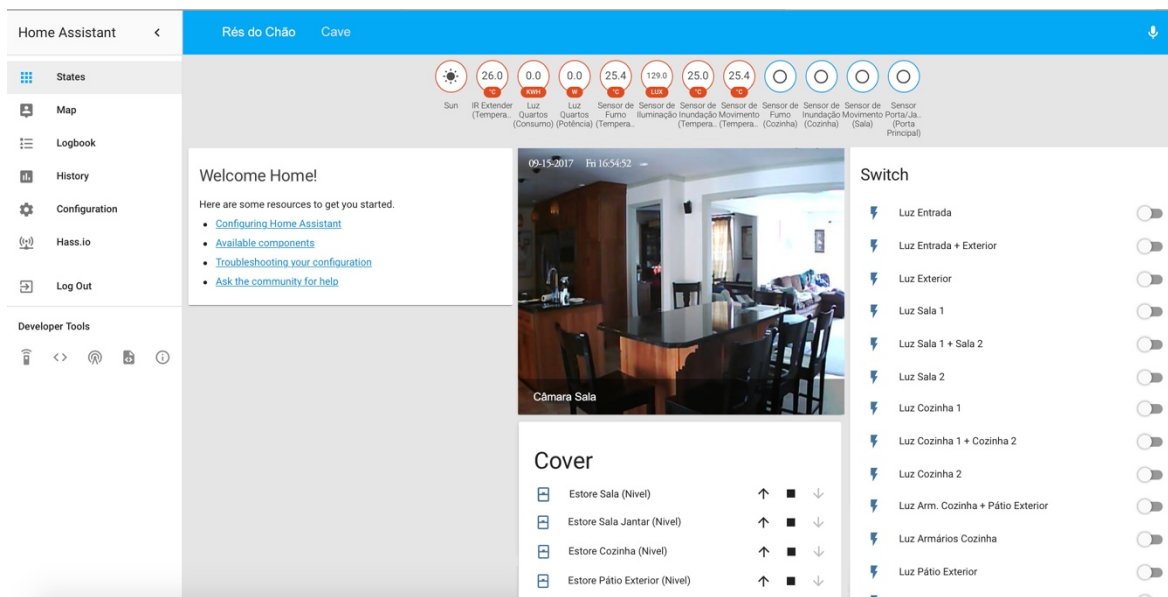 Home Assistant
Rés do Chão Cave
States
Map
Logbook
History
Configuration
Hass.io
Log Out
Developer Tools
26.0 0.0 0.0 25.4 129.0 25.0 25.4
°C KWH W °C LUX °C °C
Sun
IR Extender
(Tempera..
Luz
Quartos
(Consumo)
Luz
Quartos
(Potência)
Sensor de
Fumo
(Tempera..
Sensor de
Iluminação
Sensor de
Inundação
(Tempera..
Sensor de
Movimento
(Tempera..
Sensor de
Fumo
(Cozinha)
Sensor de
Inundação
(Cozinha)
Sensor de
Movimento
(Sala)
Sensor
Porta/Ja..
(Porta
Principal)
Welcome Home!
Here are some resources to get you started.
Configuring Home Assistant
Available components
Troubleshooting your configuration
Ask the community for help
09-15-2017 Fri 16:54:52
Câmara Sala
Cover
Estore Sala (Nivel)
Estore Sala Jantar (Nivel)
Estore Cozinha (Nivel)
Estore Pátio Exterior (Nivel)
Switch
Luz Entrada
Luz Entrada + Exterior
Luz Exterior
Luz Sala 1
Luz Sala 1 + Sala 2
Luz Sala 2
Luz Cozinha 1
Luz Cozinha 1 + Cozinha 2
Luz Cozinha 2
Luz Arm. Cozinha + Pátio Exterior
Luz Armários Cozinha
Luz Pátio Exterior